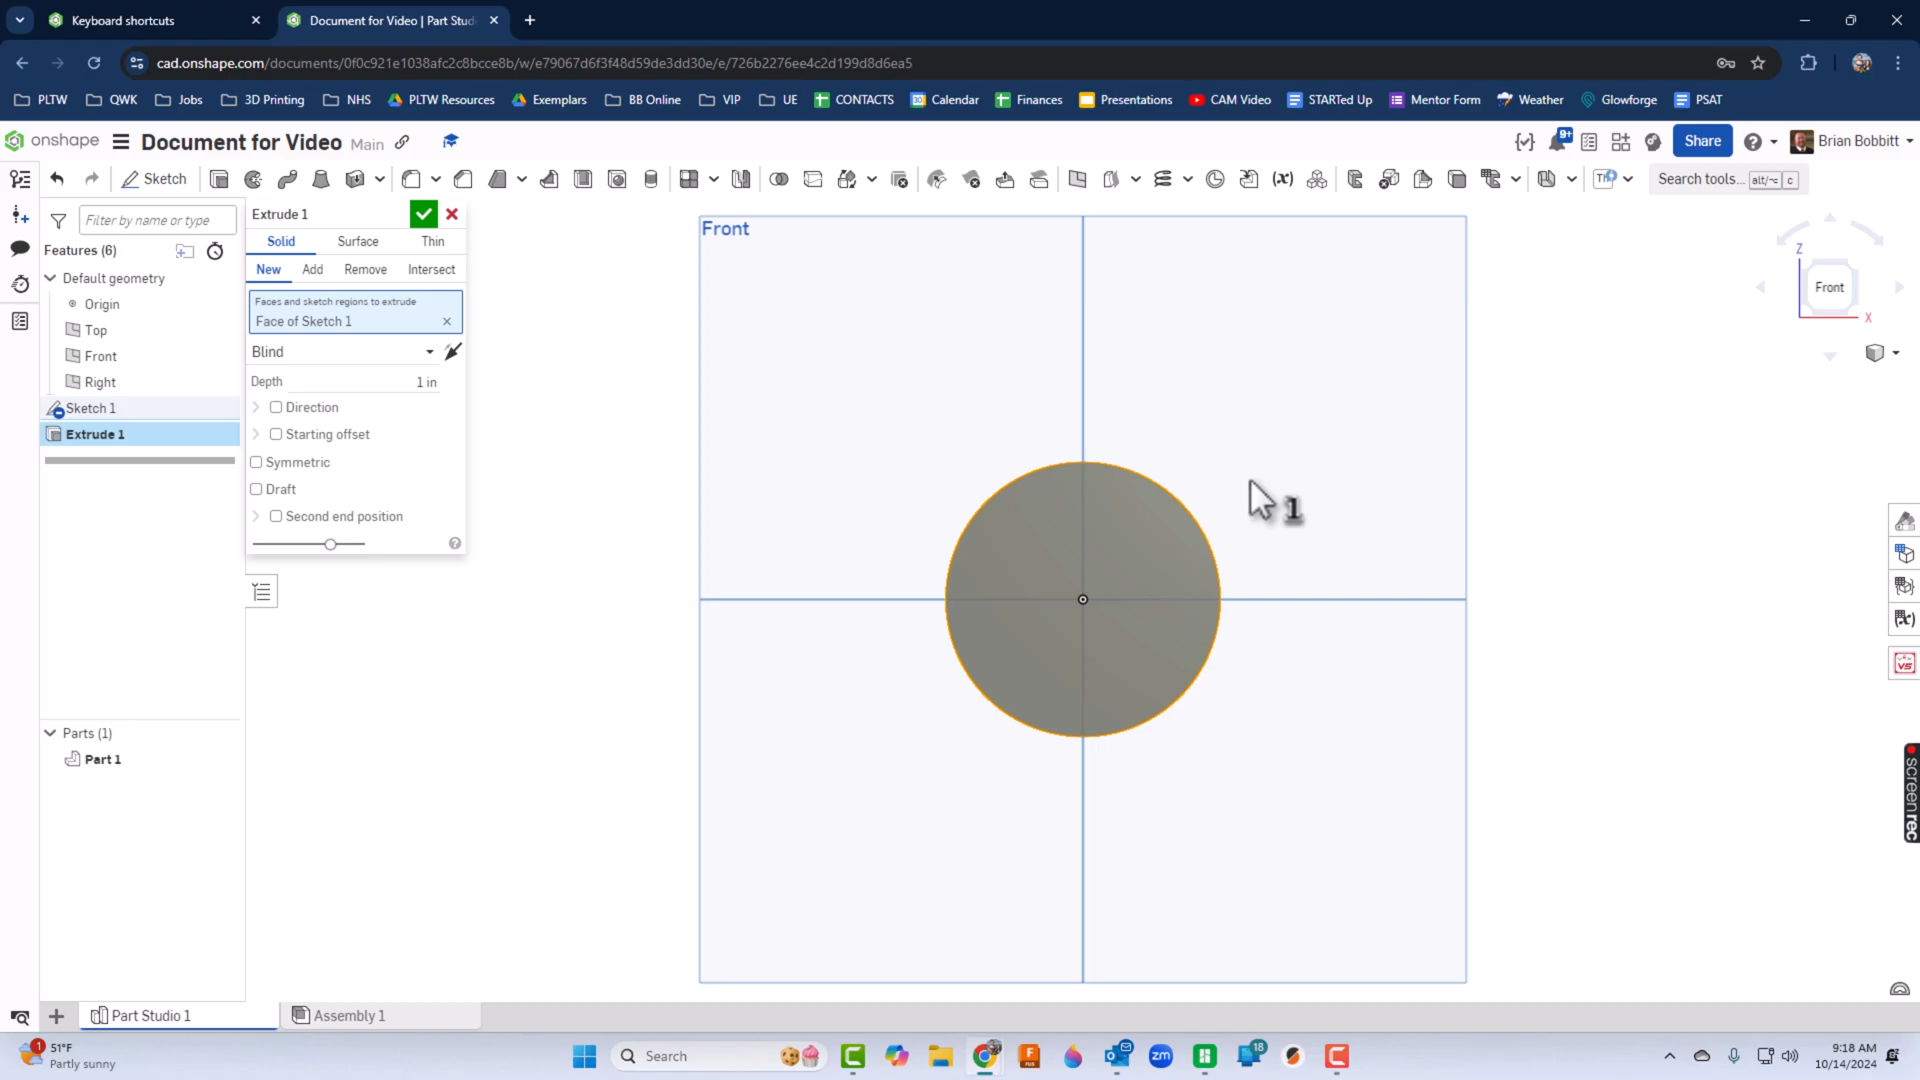 Keyboard shortcuts
Document for Video | Part Stud
cad.onshape.com/documents/0f0c921e1038afc2c8bcce8b/w/e79067d6f3f48d59de3dd30e/e/726b2276ee4c2d199d8d6ea5
PLTW QWK Jobs 3D Printing NHS PLTW Resources Exemplars BB Online VIP UE CONTACTS Calendar Finances Presentations CAM Video STARTed Up Mentor Form Weather Glowforge PSAT
onshape Document for Video Main 9+ Share Brian Bobbitt
Sketch Search tools... alt/⌥ c
Filter by name or type
Features (6)
Default geometry
Origin
Top
Front
Right
Sketch 1
Extrude 1
Parts (1)
Part 1
Extrude 1
Solid Surface Thin
New Add Remove Intersect
Faces and sketch regions to extrude
Face of Sketch 1
Blind
Depth 1 in
Direction
Starting offset
Symmetric
Draft
Second end position
Front
1
Z
Front
X
screenrec
Part Studio 1 Assembly 1
1 51°F
Partly sunny
Search
18
9:18 AM
10/14/2024